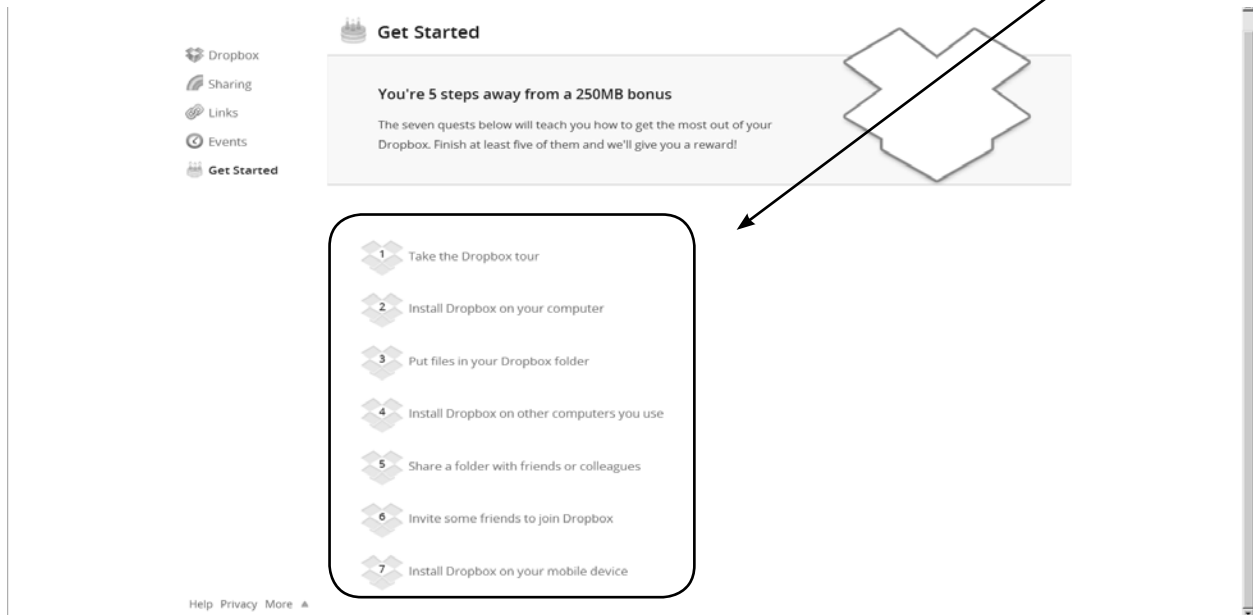 Get Started
Dropbox
Sharing
Links
Events
Get Started
You're 5 steps away from a 250MB bonus
The seven quests below will teach you how to get the most out of your
Dropbox. Finish at least five of them and we'll give you a reward!
1 Take the Dropbox tour
2 Install Dropbox on your computer
3 Put files in your Dropbox folder
4 Install Dropbox on other computers you use
5 Share a folder with friends or colleagues
6 Invite some friends to join Dropbox
7 Install Dropbox on your mobile device
Help Privacy More ▲